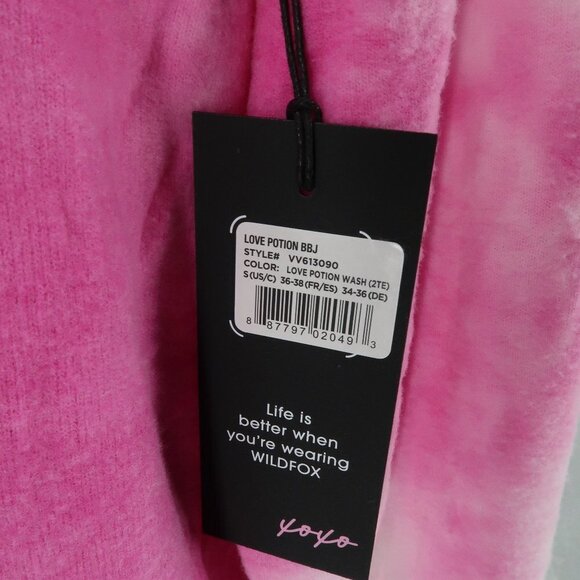 LOVE POTION BBJ
STYLE# VV613090
COLOR: LOVE POTION WASH (2TE)
S(US/C) 36-38(FR/ES) 34-36(DE)
8 87797 02049 3
Life is
better when
you're wearing
WILDFOX
xoxo